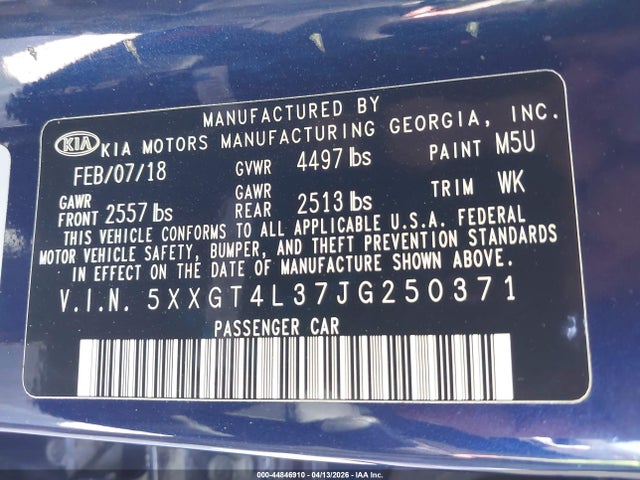 MANUFACTURED BY
KIA KIA MOTORS MANUFACTURING GEORGIA, INC.
FEB/07/18 GVWR 4497 lbs PAINT M5U
GAWR FRONT 2557 lbs GAWR REAR 2513 lbs TRIM WK
THIS VEHICLE CONFORMS TO ALL APPLICABLE U.S.A. FEDERAL
MOTOR VEHICLE SAFETY, BUMPER, AND THEFT PREVENTION STANDARDS
IN EFFECT ON THE DATE OF MANUFACTURE SHOWN ABOVE.
V.I.N. 5XXGT4L37JG250371
PASSENGER CAR
000-44846910 | 04/13/2026 | IAA Inc.